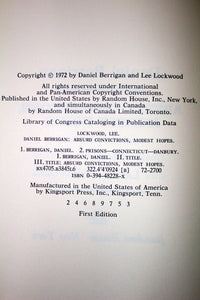 Copyright © 1972 by Daniel Berrigan and Lee Lockwood
All rights reserved under International
and Pan-American Copyright Conventions.
Published in the United States by Random House, Inc., New York,
and simultaneously in Canada
by Random House of Canada Limited, Toronto.
Library of Congress Cataloging in Publication Data
LOCKWOOD, LEE.
DANIEL BERRIGAN: ABSURD CONVICTIONS, MODEST HOPES.
1. BERRIGAN, DANIEL. 2. PRISONS—CONNECTICUT—DANBURY.
I. BERRIGAN, DANIEL. II. TITLE.
III. TITLE: ABSURD CONVICTIONS, MODEST HOPES.
BX4705.B3845L6 322.4'4'0924 [B] 72-2700
ISBN 0-394-48228-X
Manufactured in the United States of America
by Kingsport Press, Inc., Kingsport, Tenn.
2 4 6 8 9 7 5 3
First Edition